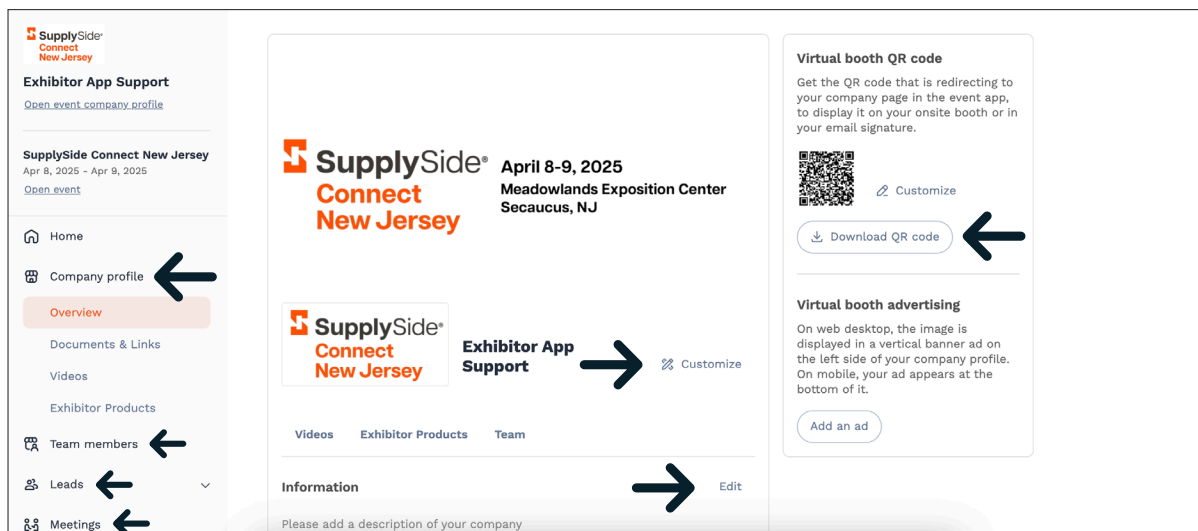 SupplySide®
Connect
New Jersey
Exhibitor App Support
Open event company profile
SupplySide Connect New Jersey
Apr 8, 2025 - Apr 9, 2025
Open event
Home
Company profile
Overview
Documents & Links
Videos
Exhibitor Products
Team members
Leads
Meetings
SupplySide®
Connect
New Jersey
April 8-9, 2025
Meadowlands Exposition Center
Secaucus, NJ
SupplySide®
Connect
New Jersey
Exhibitor App
Support
Customize
Videos Exhibitor Products Team
Information
Edit
Please add a description of your company
Virtual booth QR code
Get the QR code that is redirecting to
your company page in the event app,
to display it on your onsite booth or in
your email signature.
Customize
Download QR code
Virtual booth advertising
On web desktop, the image is
displayed in a vertical banner ad on
the left side of your company profile.
On mobile, your ad appears at the
bottom of it.
Add an ad